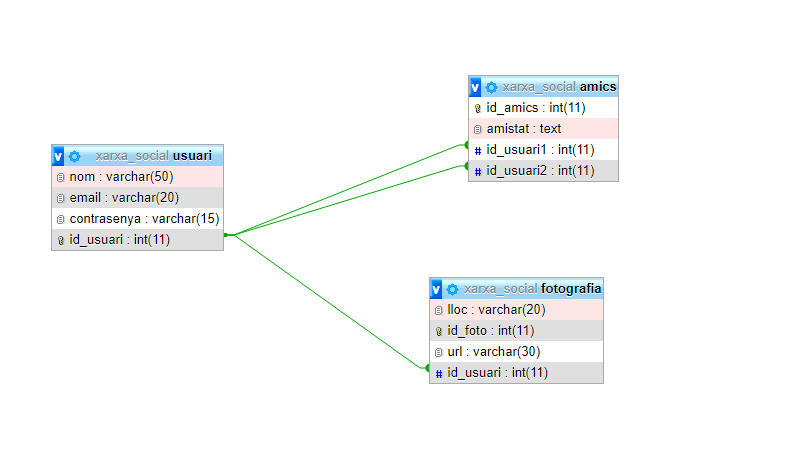 xarxa_social usuari
nom : varchar(50)
email : varchar(20)
contrasenya : varchar(15)
id_usuari : int(11)
xarxa_social amics
id_amics : int(11)
amistat : text
# id_usuari1 : int(11)
# id_usuari2 : int(11)
xarxa_social fotografia
lloc : varchar(20)
id_foto : int(11)
url : varchar(30)
# id_usuari : int(11)